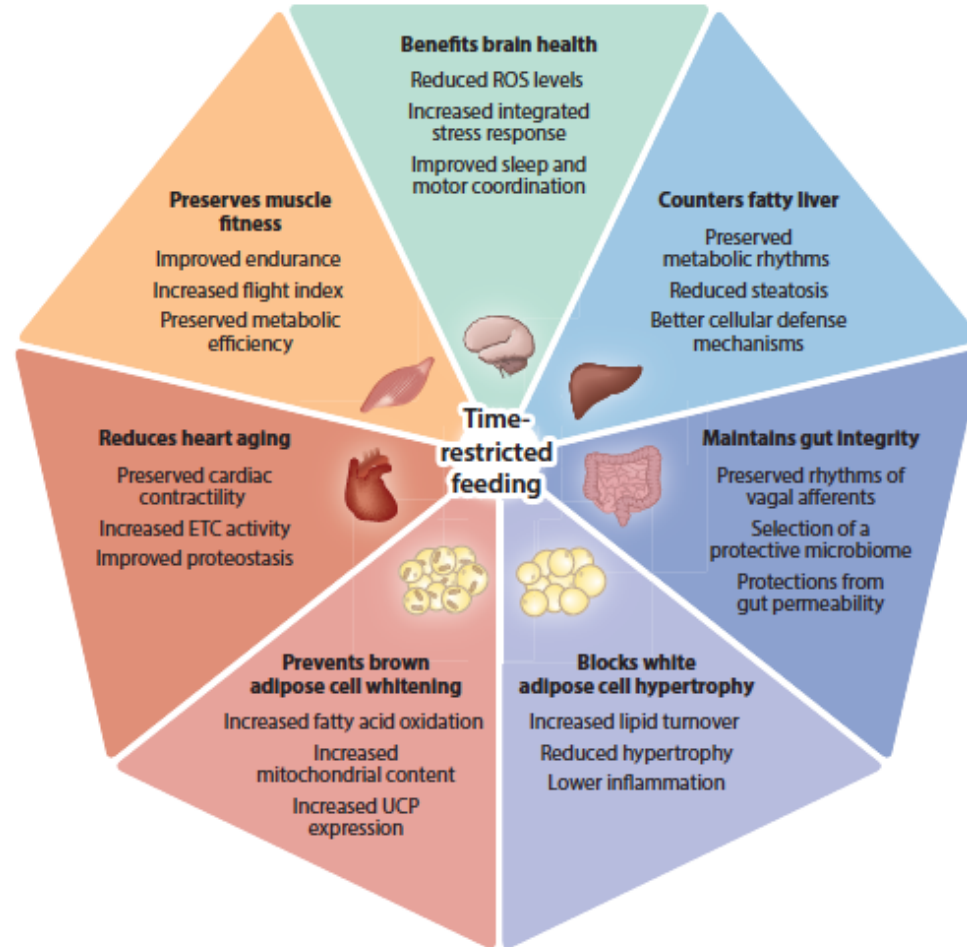 Benefits brain health
Reduced ROS levels
Increased integrated
stress response
Improved sleep and
motor coordination
Preserves muscle
fitness
Improved endurance
Increased flight index
Preserved metabolic
efficiency
Counters fatty liver
Preserved
metabolic rhythms
Reduced steatosis
Better cellular defense
mechanisms
Time-
restricted
feeding
Reduces heart aging
Preserved cardiac
contractility
Increased ETC activity
Improved proteostasis
Maintains gut integrity
Preserved rhythms of
vagal afferents
Selection of a
protective microbiome
Protections from
gut permeability
Prevents brown
adipose cell whitening
Increased fatty acid oxidation
Increased
mitochondrial content
Increased UCP
expression
Blocks white
adipose cell hypertrophy
Increased lipid turnover
Reduced hypertrophy
Lower inflammation